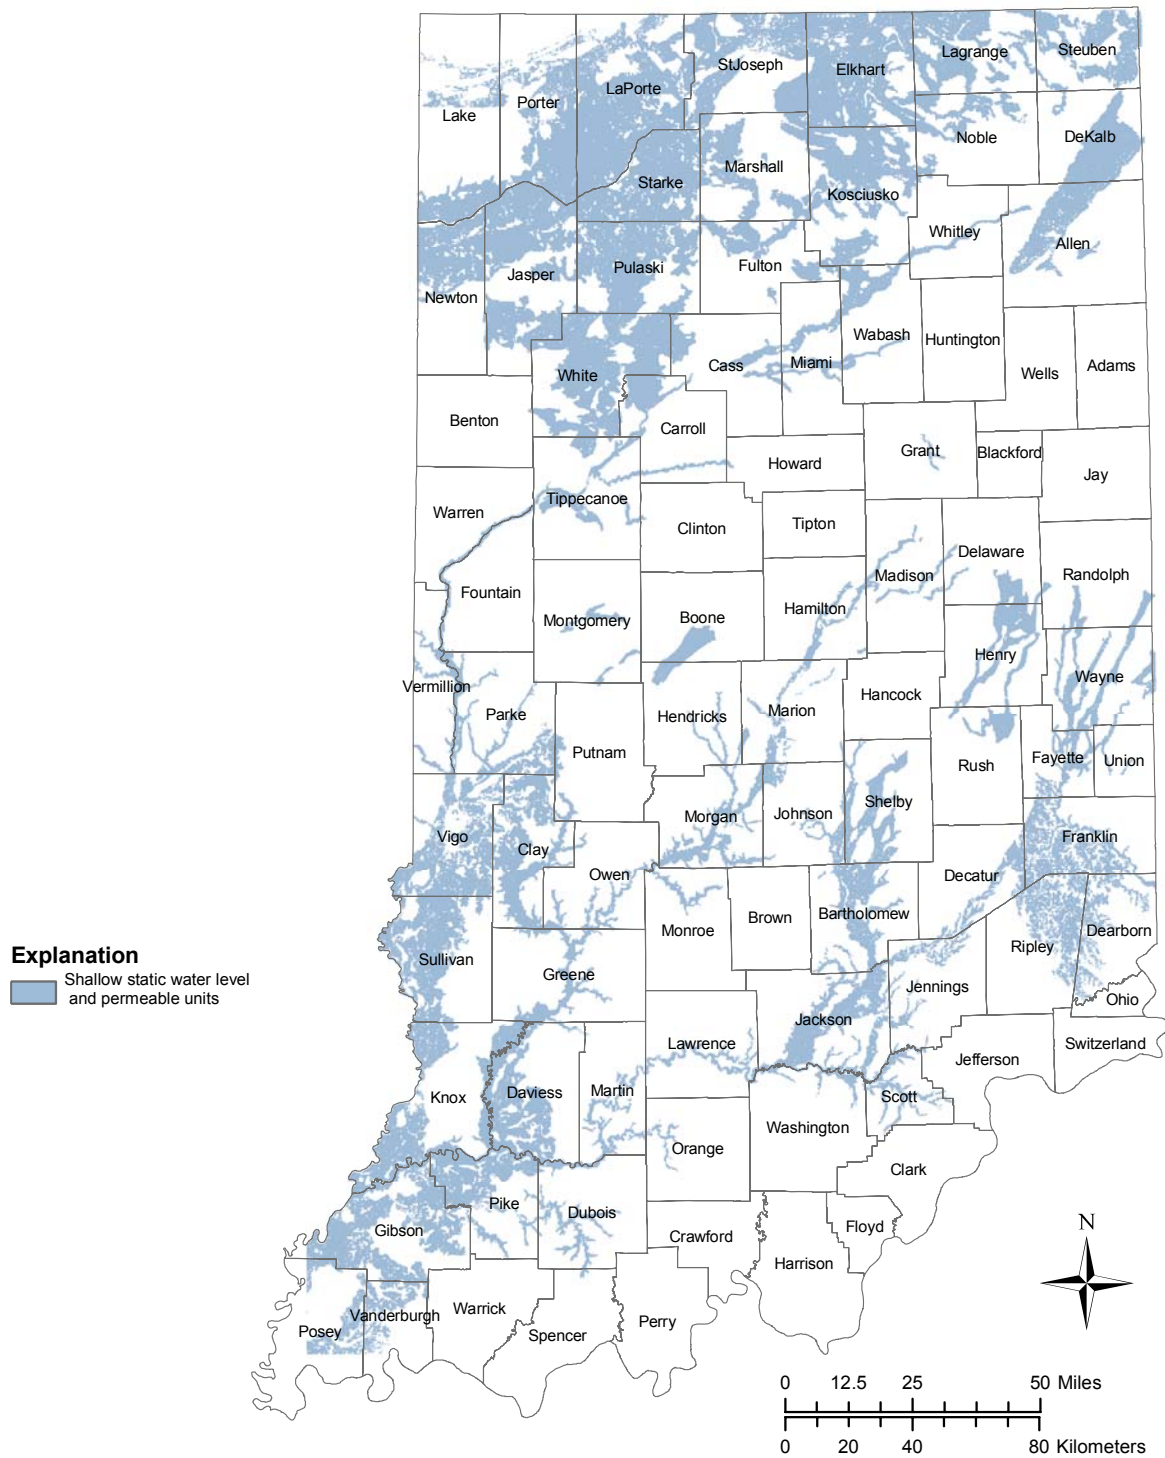 Lake
Porter
LaPorte
StJoseph
Elkhart
Lagrange
Steuben
Noble
DeKalb
Starke
Marshall
Kosciusko
Whitley
Allen
Newton
Jasper
Pulaski
Fulton
White
Cass
Miami
Wabash
Huntington
Wells
Adams
Benton
Carroll
Howard
Grant
Blackford
Jay
Warren
Tippecanoe
Clinton
Tipton
Madison
Delaware
Randolph
Fountain
Montgomery
Boone
Hamilton
Henry
Wayne
Vermillion
Parke
Putnam
Hendricks
Marion
Hancock
Rush
Fayette
Union
Vigo
Clay
Owen
Morgan
Johnson
Shelby
Franklin
Decatur
Sullivan
Greene
Monroe
Brown
Bartholomew
Ripley
Dearborn
Jennings
Ohio
Explanation
Shallow static water level
and permeable units
Knox
Daviess
Martin
Lawrence
Jackson
Jefferson
Switzerland
Scott
Washington
Orange
Clark
Gibson
Pike
Dubois
Crawford
Floyd
Harrison
Posey
Vanderburgh
Warrick
Spencer
Perry
N
0 12.5 25 50 Miles
0 20 40 80 Kilometers